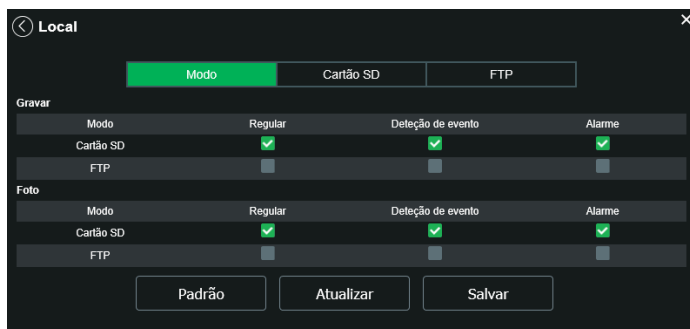 Local
Modo Cartão SD FTP
Gravar
Modo Regular Deteção de evento Alarme
Cartão SD
FTP
Foto
Modo Regular Deteção de evento Alarme
Cartão SD
FTP
Padrão Atualizar Salvar